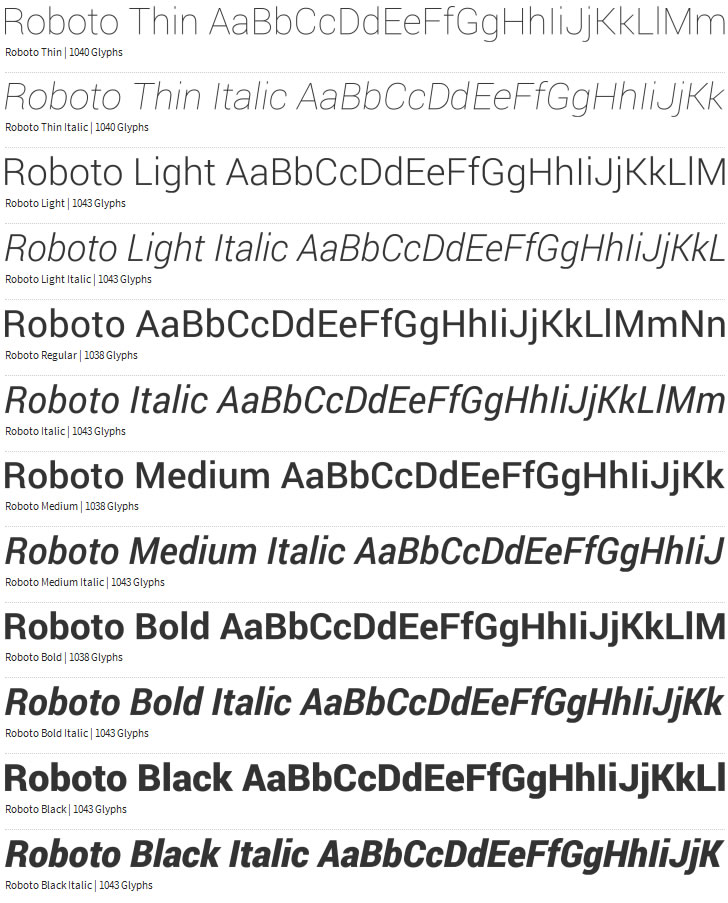 Roboto Thin AaBbCcDdEeFfGgHhIiJjKkLlMm
Roboto Thin | 1040 Glyphs
Roboto Thin Italic AaBbCcDdEeFfGgHhIiJjKk
Roboto Thin Italic | 1040 Glyphs
Roboto Light AaBbCcDdEeFfGgHhIiJjKkLlM
Roboto Light | 1043 Glyphs
Roboto Light Italic AaBbCcDdEeFfGgHhIiJjKkL
Roboto Light Italic | 1043 Glyphs
Roboto AaBbCcDdEeFfGgHhIiJjKkLlMmNn
Roboto Regular | 1038 Glyphs
Roboto Italic AaBbCcDdEeFfGgHhIiJjKkLlMm
Roboto Italic | 1043 Glyphs
Roboto Medium AaBbCcDdEeFfGgHhIiJjKk
Roboto Medium | 1038 Glyphs
Roboto Medium Italic AaBbCcDdEeFfGgHhIiJ
Roboto Medium Italic | 1043 Glyphs
Roboto Bold AaBbCcDdEeFfGgHhIiJjKkLlM
Roboto Bold | 1038 Glyphs
Roboto Bold Italic AaBbCcDdEeFfGgHhIiJjKk
Roboto Bold Italic | 1043 Glyphs
Roboto Black AaBbCcDdEeFfGgHhIiJjKkLl
Roboto Black | 1043 Glyphs
Roboto Black Italic AaBbCcDdEeFfGgHhIiJjK
Roboto Black Italic | 1043 Glyphs